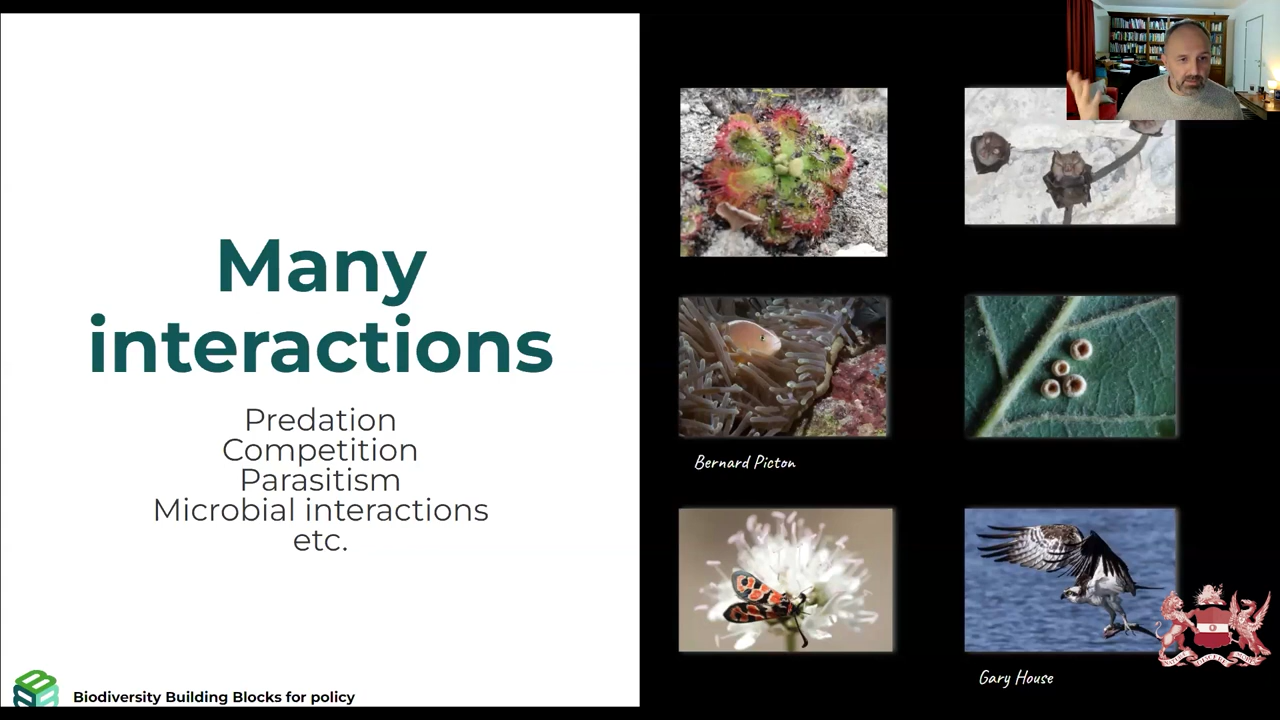 Many
interactions
Predation
Competition
Parasitism
Microbial interactions
etc.
Biodiversity Building Blocks for policy
Bernard Picton
Gary House